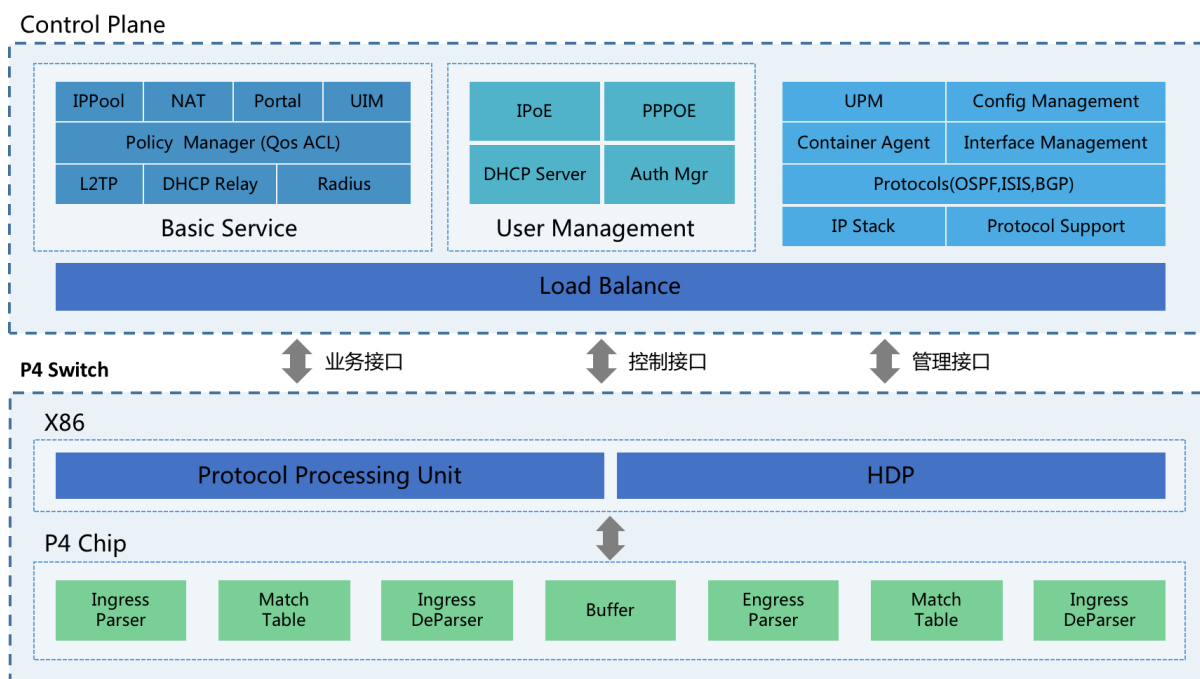 Control Plane
IPPool
NAT
Portal
UIM
Policy Manager (Qos ACL)
L2TP
DHCP Relay
Radius
Basic Service
IPoE
PPPOE
DHCP Server
Auth Mgr
User Management
UPM
Config Management
Container Agent
Interface Management
Protocols(OSPF,ISIS,BGP)
IP Stack
Protocol Support
Load Balance
P4 Switch
业务接口
控制接口
管理接口
X86
Protocol Processing Unit
HDP
P4 Chip
Ingress
Parser
Match
Table
Ingress
DeParser
Buffer
Engress
Parser
Match
Table
Ingress
DeParser